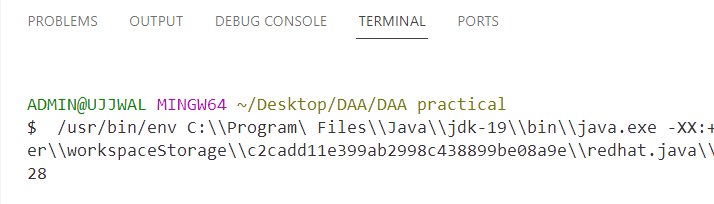 PROBLEMS OUTPUT DEBUG CONSOLE TERMINAL PORTS
ADMIN@UJJWAL MINGW64 ~/Desktop/DAA/DAA practical
$  /usr/bin/env C:\\Program\ Files\\Java\\jdk-19\\bin\\java.exe -XX:+
er\\workspaceStorage\\c2cadd11e399ab2998c438899be08a9e\\redhat.java\\
28